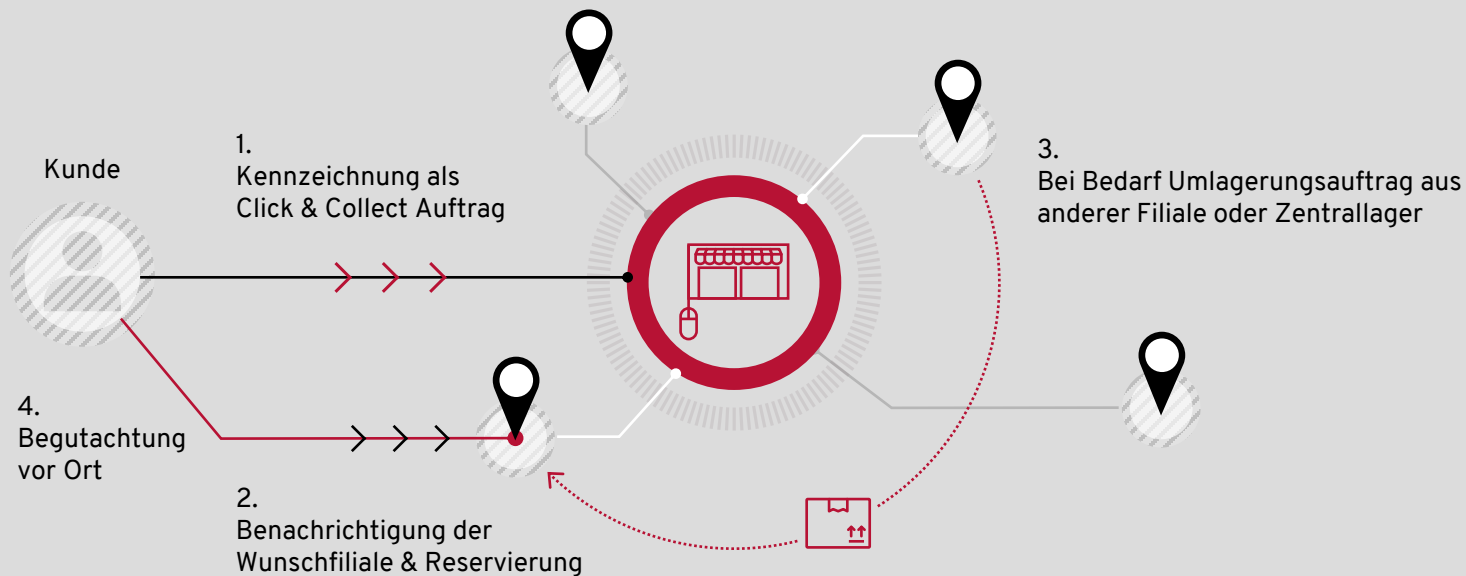 Kunde
1.
Kennzeichnung als
Click & Collect Auftrag
2.
Benachrichtigung der
Wunschfiliale & Reservierung
3.
Bei Bedarf Umlagerungsauftrag aus
anderer Filiale oder Zentrallager
4.
Begutachtung
vor Ort